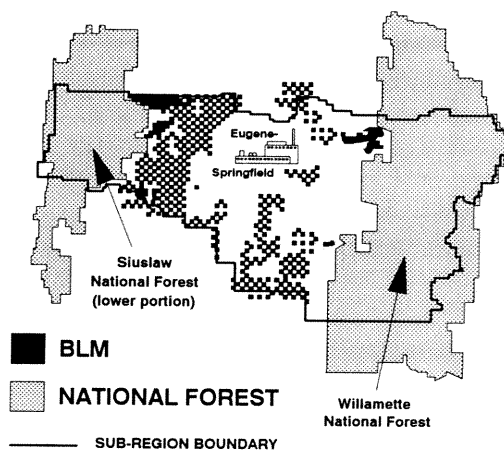 Eugene-
Springfield
Siuslaw
National Forest
(lower portion)
BLM
NATIONAL FOREST
Willamette
National Forest
SUB-REGION BOUNDARY